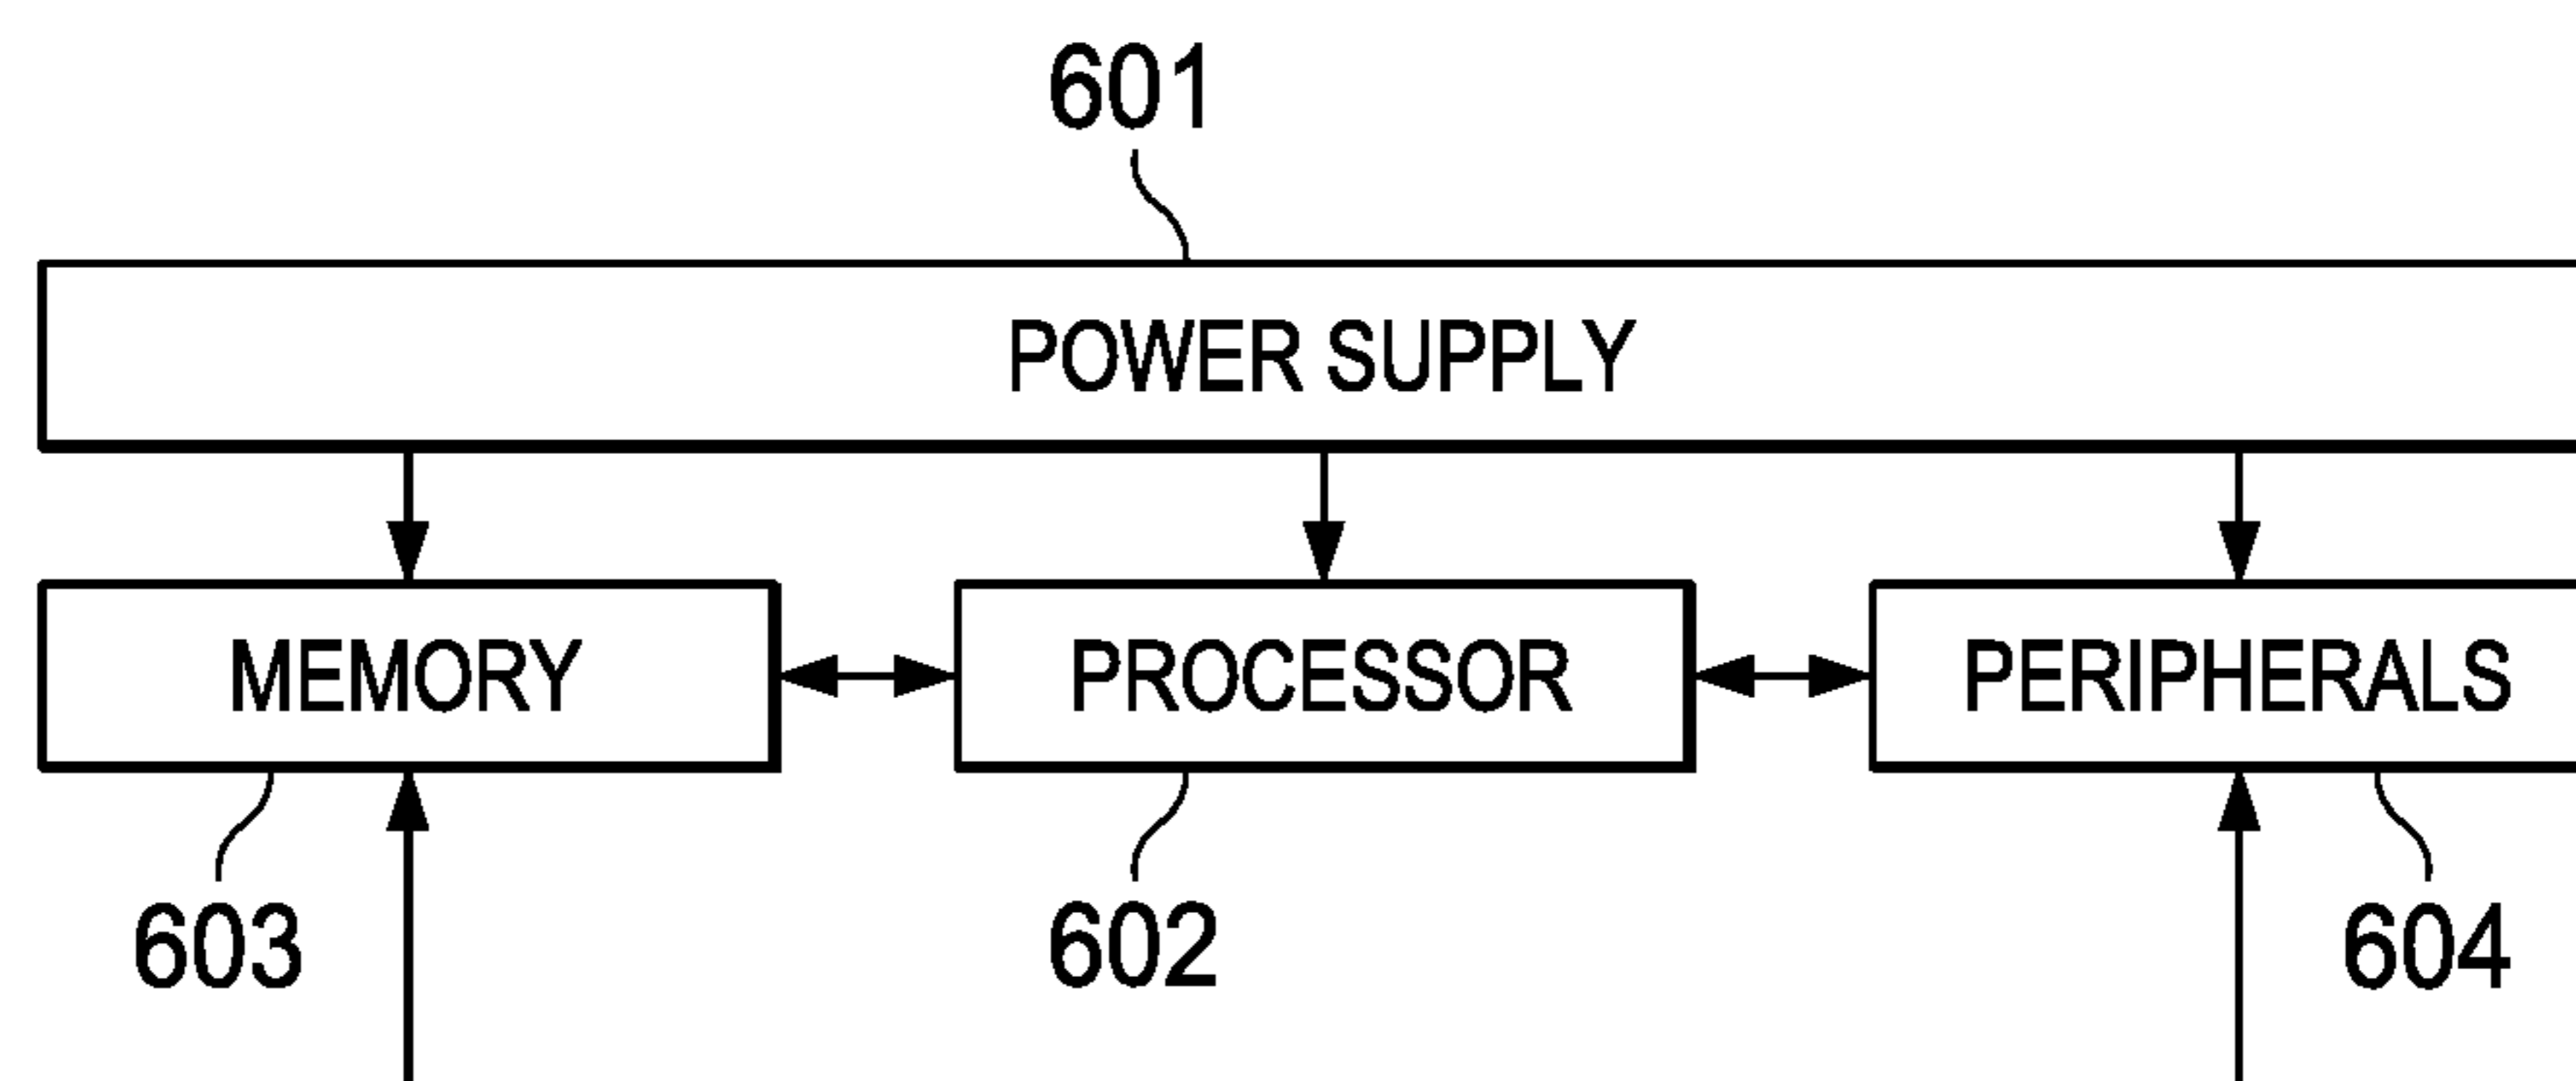 601
POWER SUPPLY
MEMORY
PROCESSOR
PERIPHERALS
603
602
604